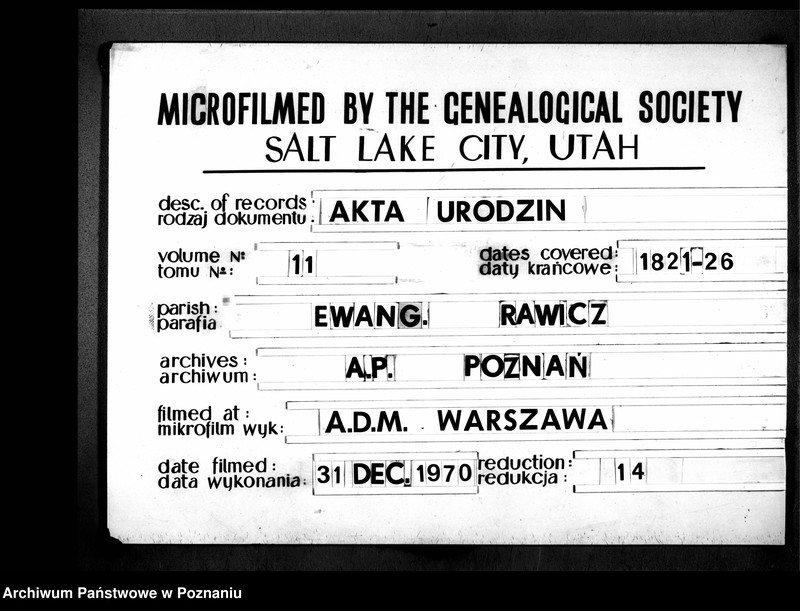 MICROFILMED BY THE GENEALOGICAL SOCIETY
SALT LAKE CITY, UTAH
desc. of records: AKTA URODZIN
rodzaj dokumentu:
volume No 11
tomu No:
dates covered: 1821-26
daty krańcowe:
parish: EWANG. RAWICZ
parafia
archives: A.P. POZNAŃ
archiwum:
filmed at: A.D.M. WARSZAWA
mikrofilm wyk:
date filmed: 31 DEC. 1970
data wykonania:
reduction: 14
redukcja:
Archiwum Państwowe w Poznaniu